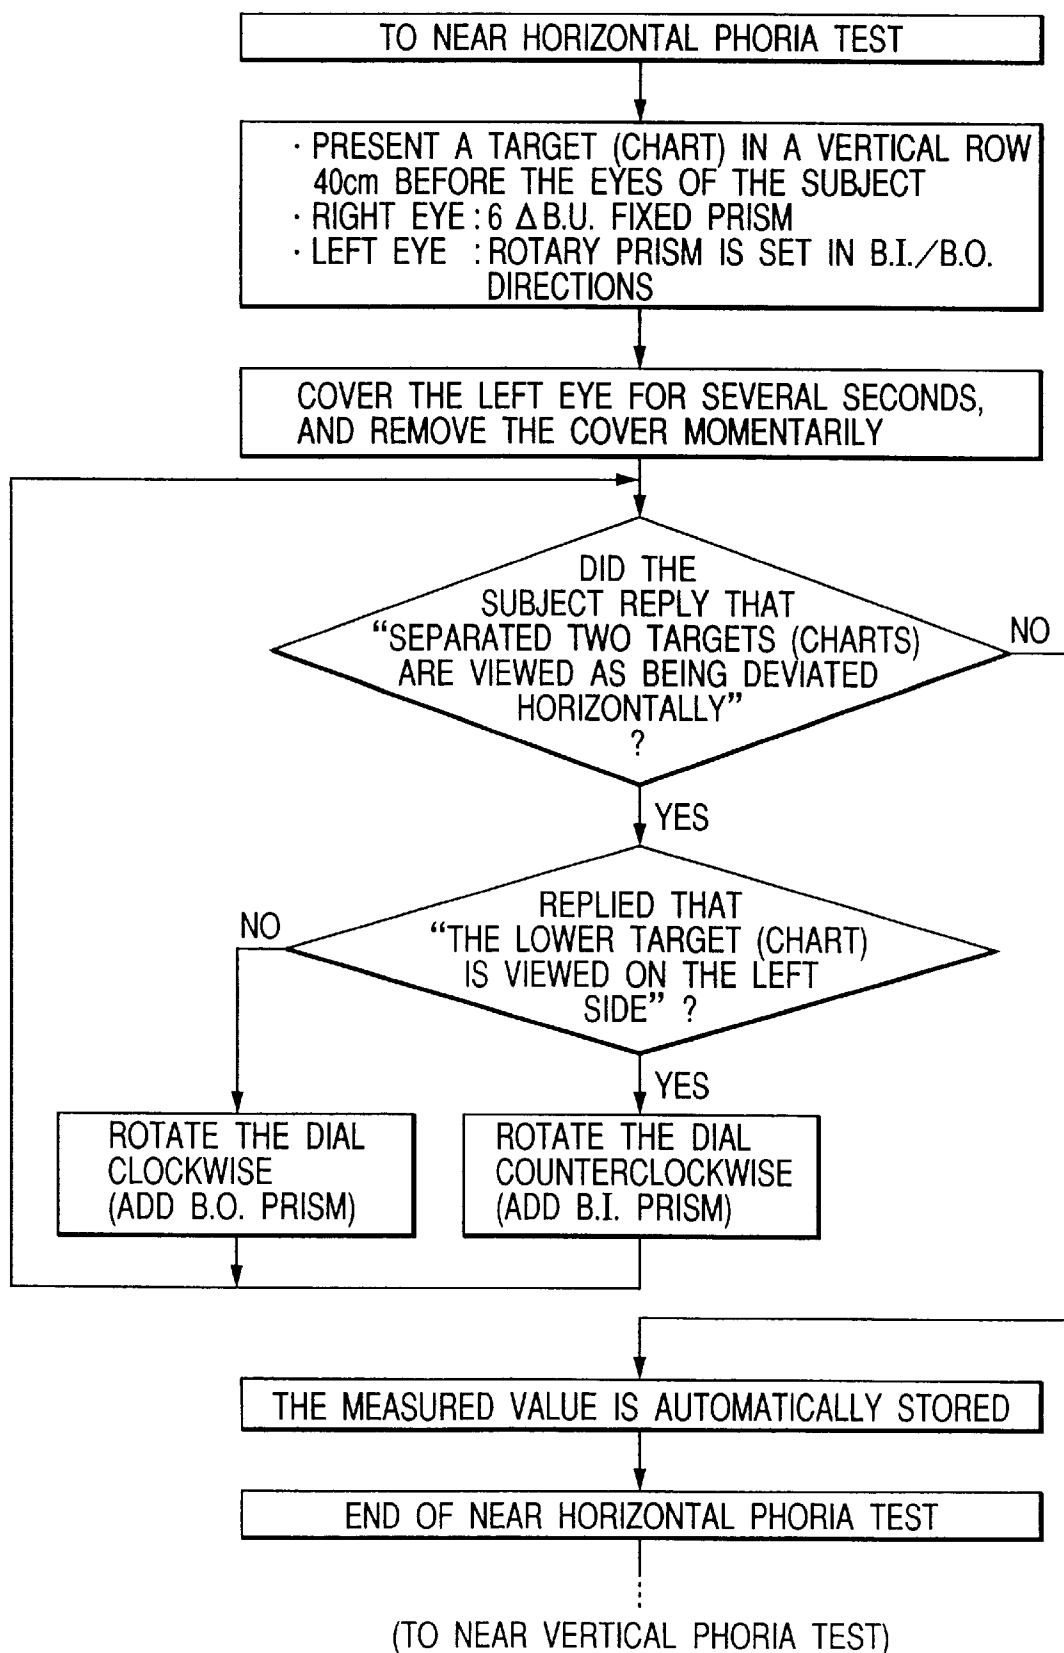 TO NEAR HORIZONTAL PHORIA TEST
· PRESENT A TARGET (CHART) IN A VERTICAL ROW
40cm BEFORE THE EYES OF THE SUBJECT
· RIGHT EYE : 6 Δ B.U. FIXED PRISM
· LEFT EYE : ROTARY PRISM IS SET IN B.I./B.O.
DIRECTIONS
COVER THE LEFT EYE FOR SEVERAL SECONDS,
AND REMOVE THE COVER MOMENTARILY
DID THE
SUBJECT REPLY THAT
“SEPARATED TWO TARGETS (CHARTS)
ARE VIEWED AS BEING DEVIATED
HORIZONTALLY”
?
NO
YES
REPLIED THAT
“THE LOWER TARGET (CHART)
IS VIEWED ON THE LEFT
SIDE” ?
NO
YES
ROTATE THE DIAL
CLOCKWISE
(ADD B.O. PRISM)
ROTATE THE DIAL
COUNTERCLOCKWISE
(ADD B.I. PRISM)
THE MEASURED VALUE IS AUTOMATICALLY STORED
END OF NEAR HORIZONTAL PHORIA TEST
(TO NEAR VERTICAL PHORIA TEST)